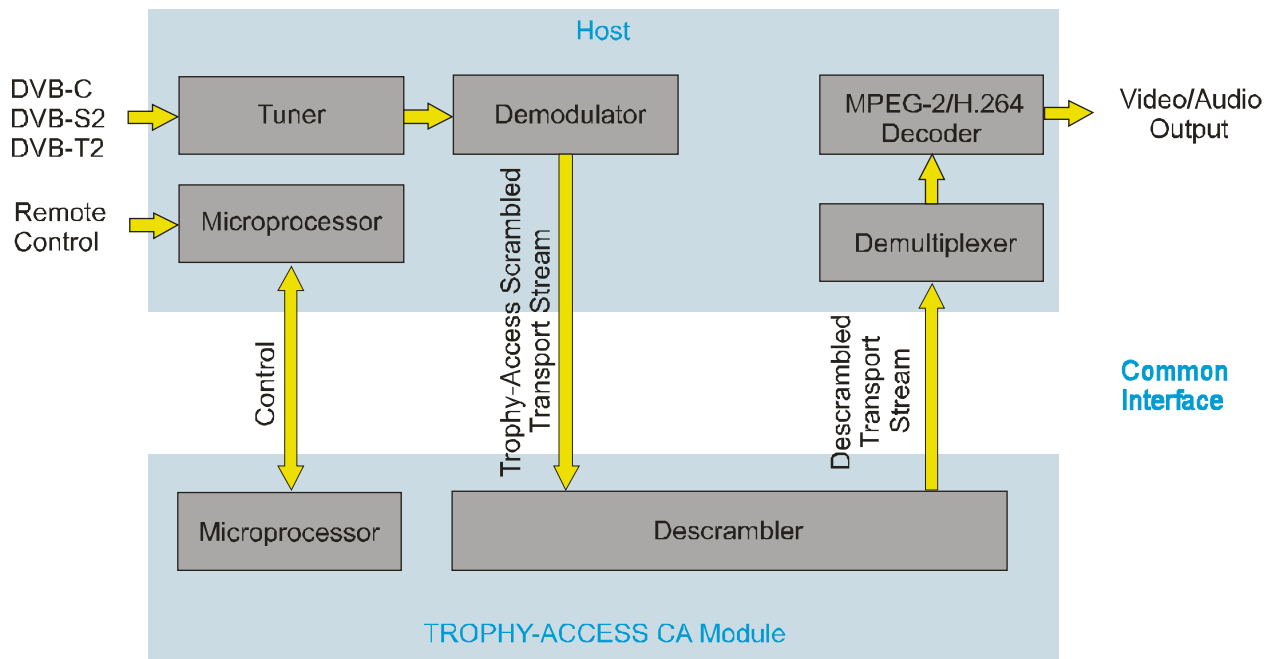 Host
DVB-C
DVB-S2
DVB-T2
Tuner
Demodulator
MPEG-2/H.264
Decoder
Video/Audio
Output
Remote
Control
Microprocessor
Demultiplexer
Control
Trophy-Access Scrambled
Transport Stream
Descrambled
Transport
Stream
Common
Interface
Microprocessor
Descrambler
TROPHY-ACCESS CA Module